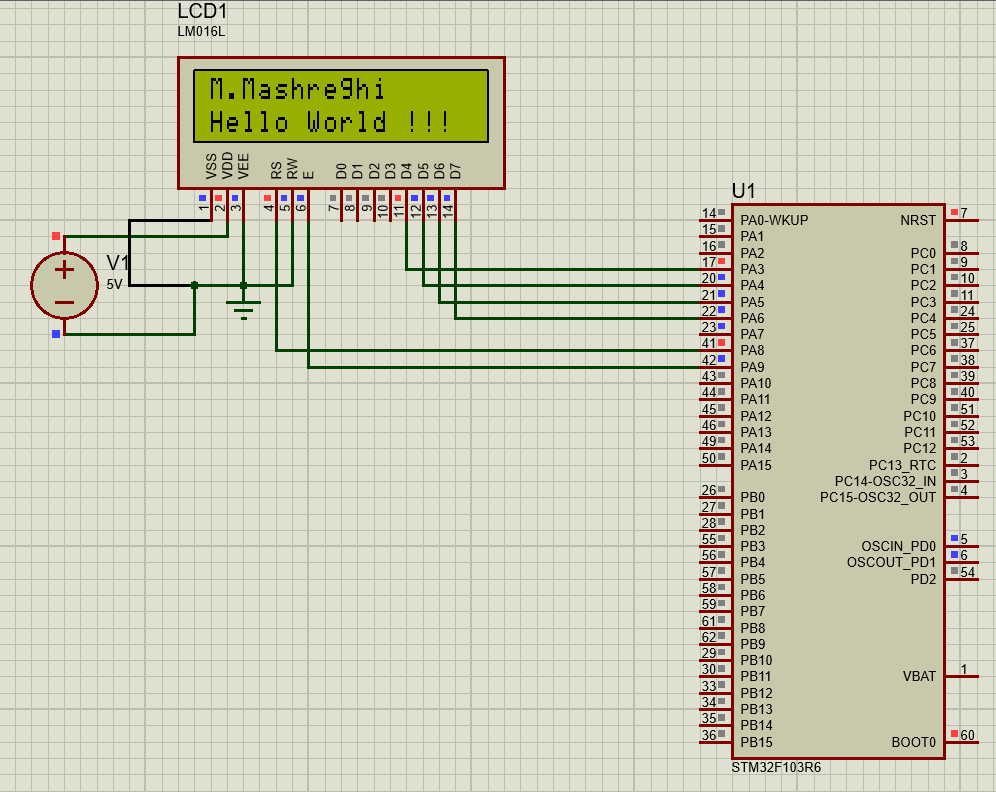 LCD1
LM016L
M.Mashreghi
Hello World !!!
VSS VDD VEE RS RW E D0 D1 D2 D3 D4 D5 D6 D7
1 2 3 4 5 6 7 8 9 10 11 12 13 14
V1
5V
U1
14 PA0-WKUP NRST 7
15 PA1
16 PA2 PC0 8
17 PA3 PC1 9
20 PA4 PC2 10
21 PA5 PC3 11
22 PA6 PC4 24
23 PA7 PC5 25
41 PA8 PC6 37
42 PA9 PC7 38
43 PA10 PC8 39
44 PA11 PC9 40
45 PA12 PC10 51
46 PA13 PC11 52
49 PA14 PC12 53
50 PA15 PC13_RTC 2
PC14-OSC32_IN 3
26 PB0 PC15-OSC32_OUT 4
27 PB1
28 PB2
55 PB3 OSCIN_PD0 5
56 PB4 OSCOUT_PD1 6
57 PB5 PD2 54
58 PB6
59 PB7
61 PB8
62 PB9
29 PB10
30 PB11 VBAT 1
33 PB12
34 PB13
35 PB14
36 PB15 BOOT0 60
STM32F103R6